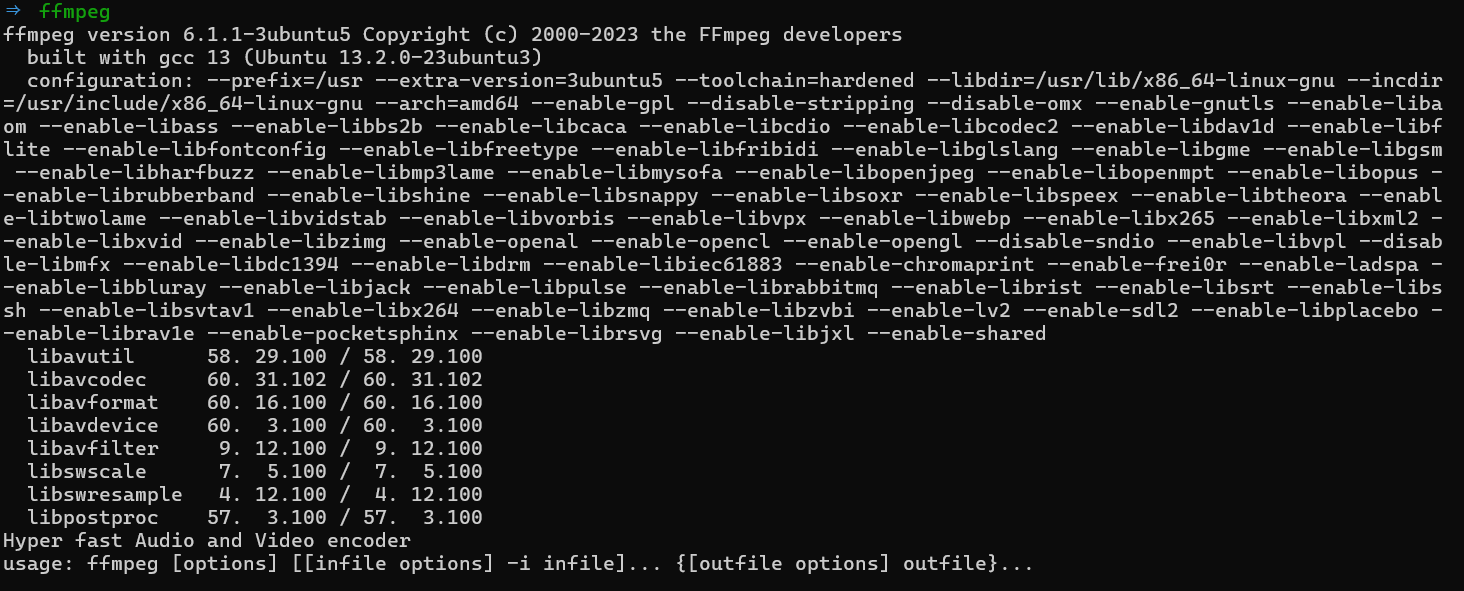 ⇒ ffmpeg
ffmpeg version 6.1.1-3ubuntu5 Copyright (c) 2000-2023 the FFmpeg developers
  built with gcc 13 (Ubuntu 13.2.0-23ubuntu3)
  configuration: --prefix=/usr --extra-version=3ubuntu5 --toolchain=hardened --libdir=/usr/lib/x86_64-linux-gnu --incdir
=/usr/include/x86_64-linux-gnu --arch=amd64 --enable-gpl --disable-stripping --disable-omx --enable-gnutls --enable-liba
om --enable-libass --enable-libbs2b --enable-libcaca --enable-libcdio --enable-libcodec2 --enable-libdav1d --enable-libf
lite --enable-libfontconfig --enable-libfreetype --enable-libfribidi --enable-libglslang --enable-libgme --enable-libgsm
 --enable-libharfbuzz --enable-libmp3lame --enable-libmysofa --enable-libopenjpeg --enable-libopenmpt --enable-libopus -
-enable-librubberband --enable-libshine --enable-libsnappy --enable-libsoxr --enable-libspeex --enable-libtheora --enabl
e-libtwolame --enable-libvidstab --enable-libvorbis --enable-libvpx --enable-libwebp --enable-libx265 --enable-libxml2 -
-enable-libxvid --enable-libzimg --enable-openal --enable-opencl --enable-opengl --disable-sndio --enable-libvpl --disab
le-libmfx --enable-libdc1394 --enable-libdrm --enable-libiec61883 --enable-chromaprint --enable-frei0r --enable-ladspa -
-enable-libbluray --enable-libjack --enable-libpulse --enable-librabbitmq --enable-librist --enable-libsrt --enable-libs
sh --enable-libsvtav1 --enable-libx264 --enable-libzmq --enable-libzvbi --enable-lv2 --enable-sdl2 --enable-libplacebo -
-enable-librav1e --enable-pocketsphinx --enable-librsvg --enable-libjxl --enable-shared
  libavutil      58. 29.100 / 58. 29.100
  libavcodec     60. 31.102 / 60. 31.102
  libavformat    60. 16.100 / 60. 16.100
  libavdevice    60.  3.100 / 60.  3.100
  libavfilter     9. 12.100 /  9. 12.100
  libswscale      7.  5.100 /  7.  5.100
  libswresample   4. 12.100 /  4. 12.100
  libpostproc    57.  3.100 / 57.  3.100
Hyper fast Audio and Video encoder
usage: ffmpeg [options] [[infile options] -i infile]... {[outfile options] outfile}...